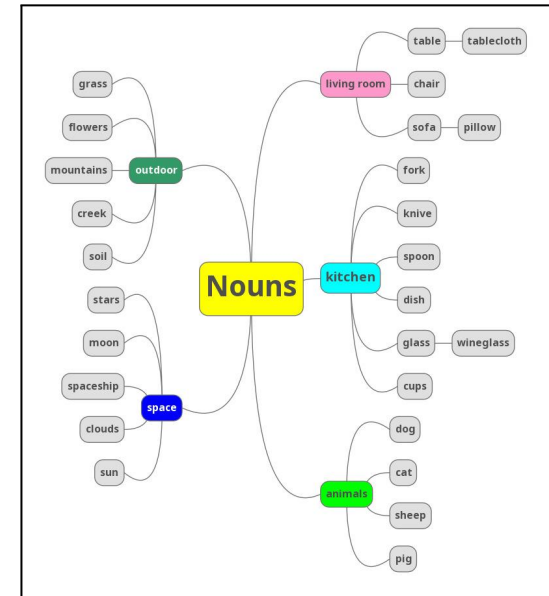 Nouns
living room
table
tablecloth
chair
sofa
pillow
kitchen
fork
knive
spoon
dish
glass
wineglass
cups
animals
dog
cat
sheep
pig
outdoor
grass
flowers
mountains
creek
soil
space
stars
moon
spaceship
clouds
sun